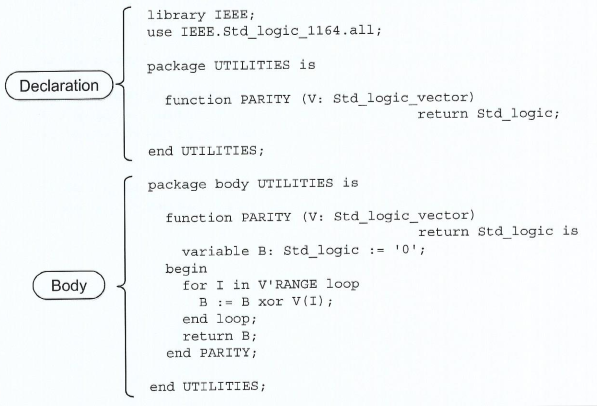 library IEEE;
use IEEE.Std_logic_1164.all;
package UTILITIES is
Declaration
function PARITY (V: Std_logic_vector)
return Std_logic;
end UTILITIES;
package body UTILITIES is
function PARITY (V: Std_logic_vector)
return Std_logic is
variable B: Std_logic := '0';
begin
Body
for I in V'RANGE loop
B := B xor V(I);
end loop;
return B;
end PARITY;
end UTILITIES;